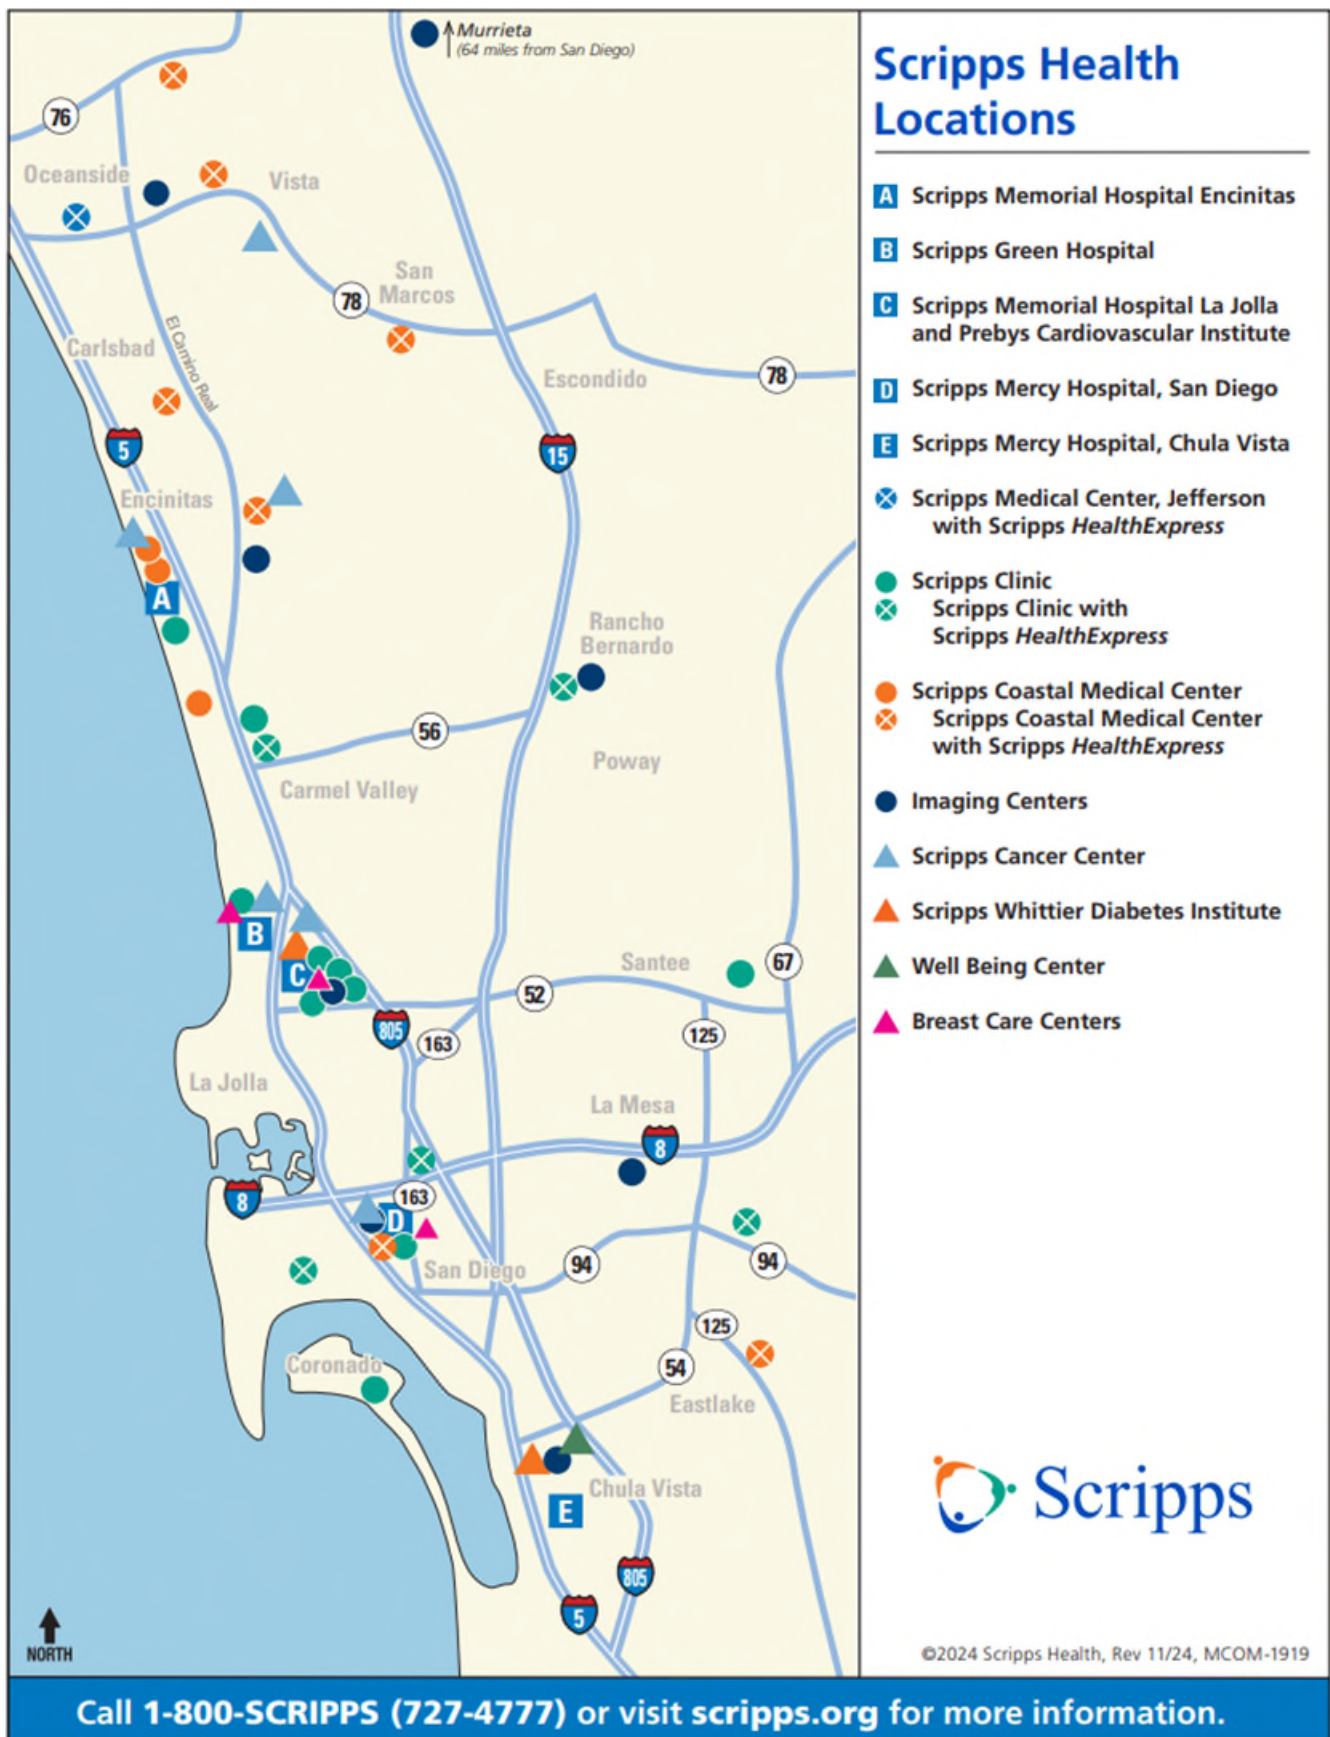 Murrieta
(64 miles from San Diego)
76
Oceanside
Vista
San
Marcos
78
Carlsbad
El Camino Real
Escondido
78
5
15
Encinitas
A
Rancho
Bernardo
56
Poway
Carmel Valley
B
C
Santee
67
52
805
163
125
La Jolla
La Mesa
8
8
163
D
San Diego
94
94
125
54
Coronado
Eastlake
Chula Vista
E
805
5
NORTH
Scripps Health
Locations
A Scripps Memorial Hospital Encinitas
B Scripps Green Hospital
C Scripps Memorial Hospital La Jolla
and Prebys Cardiovascular Institute
D Scripps Mercy Hospital, San Diego
E Scripps Mercy Hospital, Chula Vista
Scripps Medical Center, Jefferson
with Scripps HealthExpress
Scripps Clinic
Scripps Clinic with
Scripps HealthExpress
Scripps Coastal Medical Center
Scripps Coastal Medical Center
with Scripps HealthExpress
Imaging Centers
Scripps Cancer Center
Scripps Whittier Diabetes Institute
Well Being Center
Breast Care Centers
Scripps
©2024 Scripps Health, Rev 11/24, MCOM-1919
Call 1-800-SCRIPPS (727-4777) or visit scripps.org for more information.